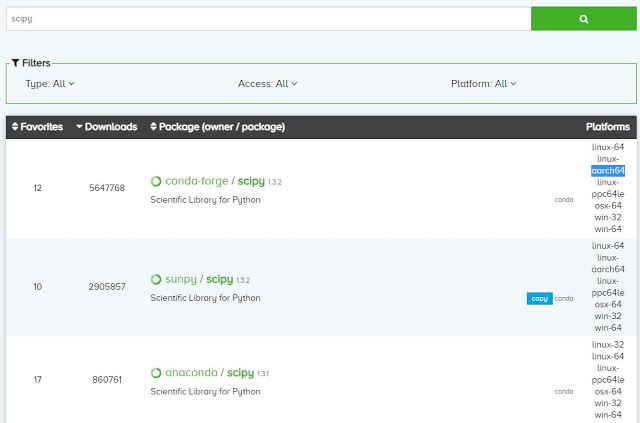 scipy
Filters
Type: All Access: All Platform: All
Favorites Downloads Package (owner / package) Platforms
12 5647768 conda-forge / scipy 1.3.2
Scientific Library for Python
conda
linux-64
linux-
aarch64
linux-
ppc64le
osx-64
win-32
win-64
10 2905857 sunpy / scipy 1.3.2
Scientific Library for Python
copy conda
linux-64
linux-
aarch64
linux-
ppc64le
osx-64
win-32
win-64
17 860761 anaconda / scipy 1.3.1
Scientific Library for Python
conda
linux-32
linux-64
linux-
ppc64le
osx-64
win-32
win-64